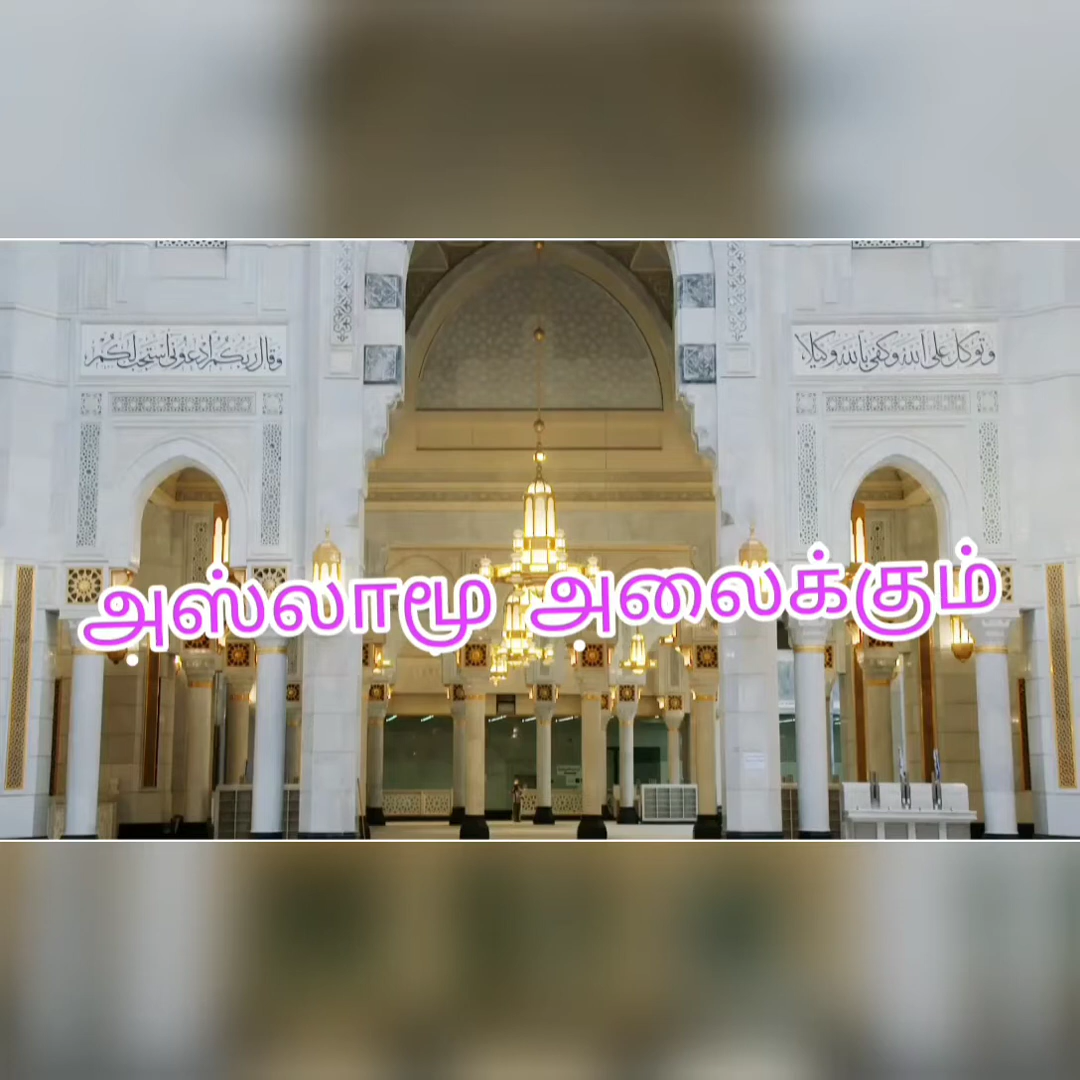 وقال ربكم ادعوني أستجب لكم
وتوكل على الله وكفى بالله وكيلا
அஸ்லாமூ அலைக்கும்